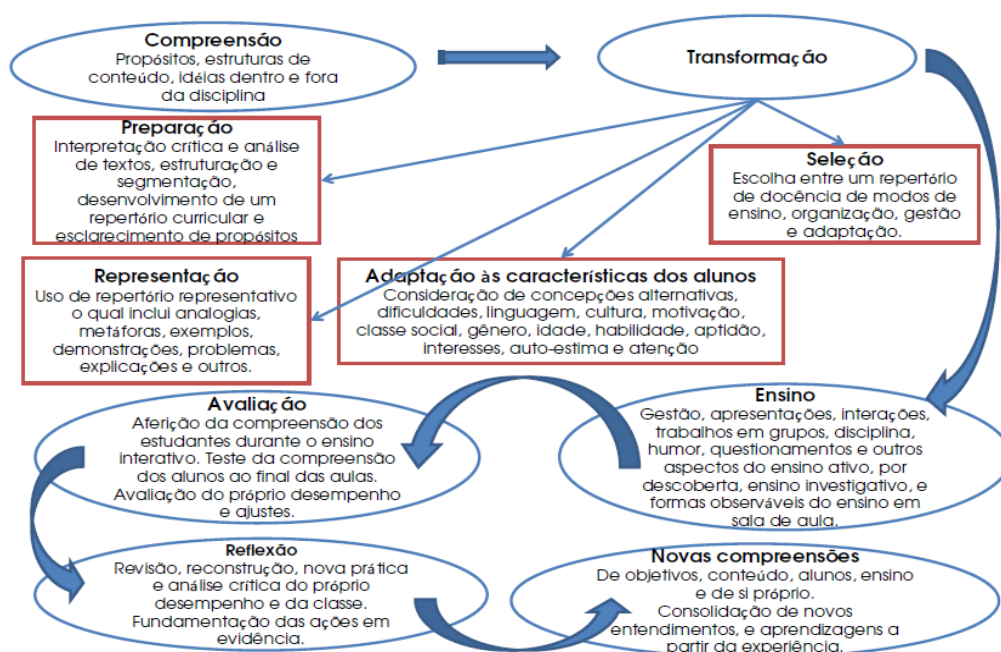 Compreensão
Propósitos, estruturas de
conteúdo, idéias dentro e fora
da disciplina
Transformação
Preparação
Interpretação crítica e análise
de textos, estruturação e
segmentação,
desenvolvimento de um
repertório curricular e
esclarecimento de propósitos
Seleção
Escolha entre um repertório
de docência de modos de
ensino, organização, gestão
e adaptação.
Representação
Uso de repertório representativo
o qual inclui analogias,
metáforas, exemplos,
demonstrações, problemas,
explicações e outros.
Adaptação às características dos alunos
Consideração de concepções alternativas,
dificuldades, linguagem, cultura, motivação,
classe social, gênero, idade, habilidade, aptidão,
interesses, auto-estima e atenção
Ensino
Gestão, apresentações, interações,
trabalhos em grupos, disciplina,
humor, questionamentos e outros
aspectos do ensino ativo, por
descoberta, ensino investigativo, e
formas observáveis do ensino em
sala de aula.
Avaliação
Aferição da compreensão dos
estudantes durante o ensino
interativo. Teste da compreensão
dos alunos ao final das aulas.
Avaliação do próprio desempenho
e ajustes.
Reflexão
Revisão, reconstrução, nova prática
e análise crítica do próprio
desempenho e da classe.
Fundamentação das ações em
evidência.
Novas compreensões
De objetivos, conteúdo, alunos, ensino
e de si próprio.
Consolidação de novos
entendimentos, e aprendizagens a
partir da experiência.